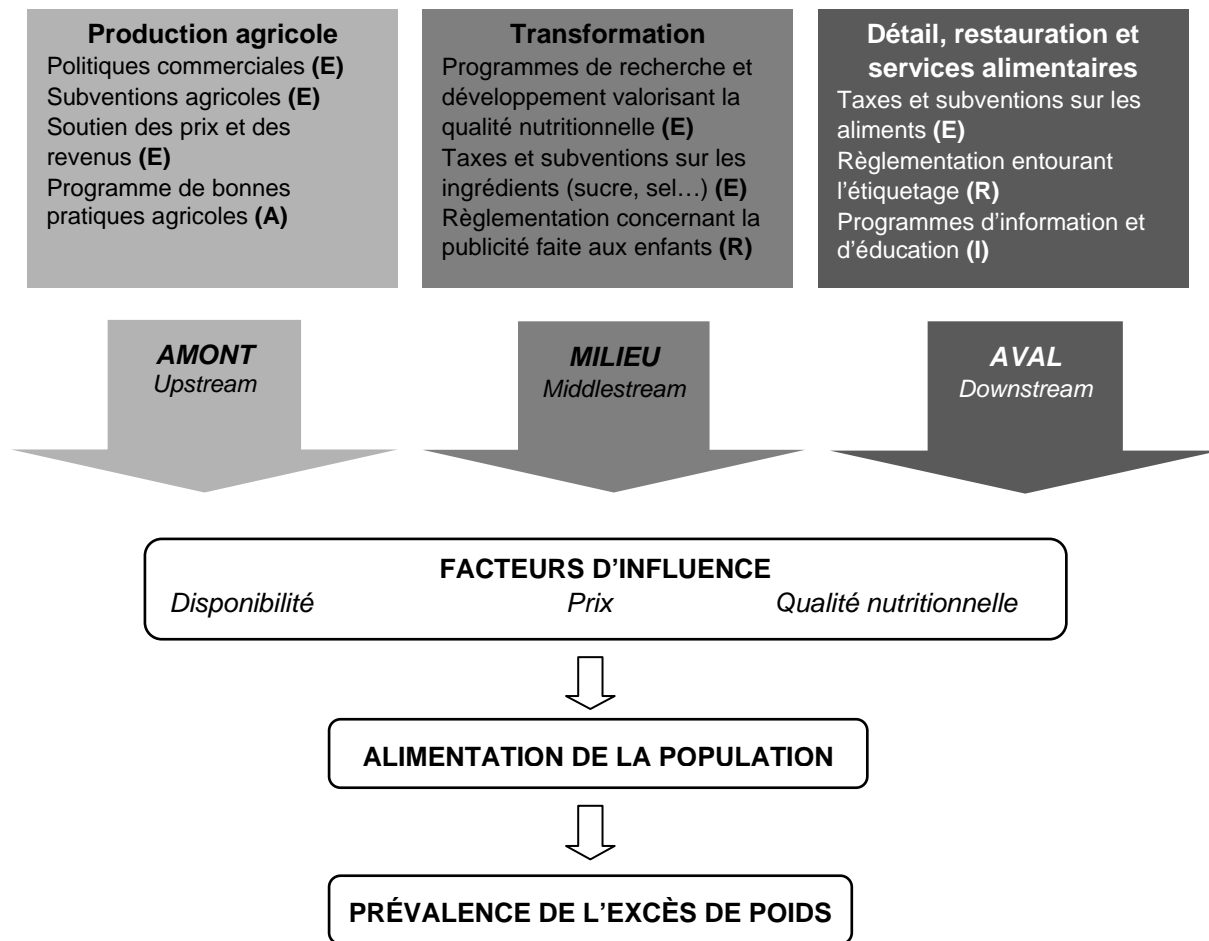 Production agricole
Politiques commerciales (E)
Subventions agricoles (E)
Soutien des prix et des
revenus (E)
Programme de bonnes
pratiques agricoles (A)
Transformation
Programmes de recherche et
développement valorisant la
qualité nutritionnelle (E)
Taxes et subventions sur les
ingrédients (sucre, sel…) (E)
Règlementation concernant la
publicité faite aux enfants (R)
Détail, restauration et
services alimentaires
Taxes et subventions sur les
aliments (E)
Règlementation entourant
l’étiquetage (R)
Programmes d’information et
d’éducation (I)
AMONT
Upstream
MILIEU
Middlestream
AVAL
Downstream
FACTEURS D’INFLUENCE
Disponibilité Prix Qualité nutritionnelle
ALIMENTATION DE LA POPULATION
PRÉVALENCE DE L’EXCÈS DE POIDS